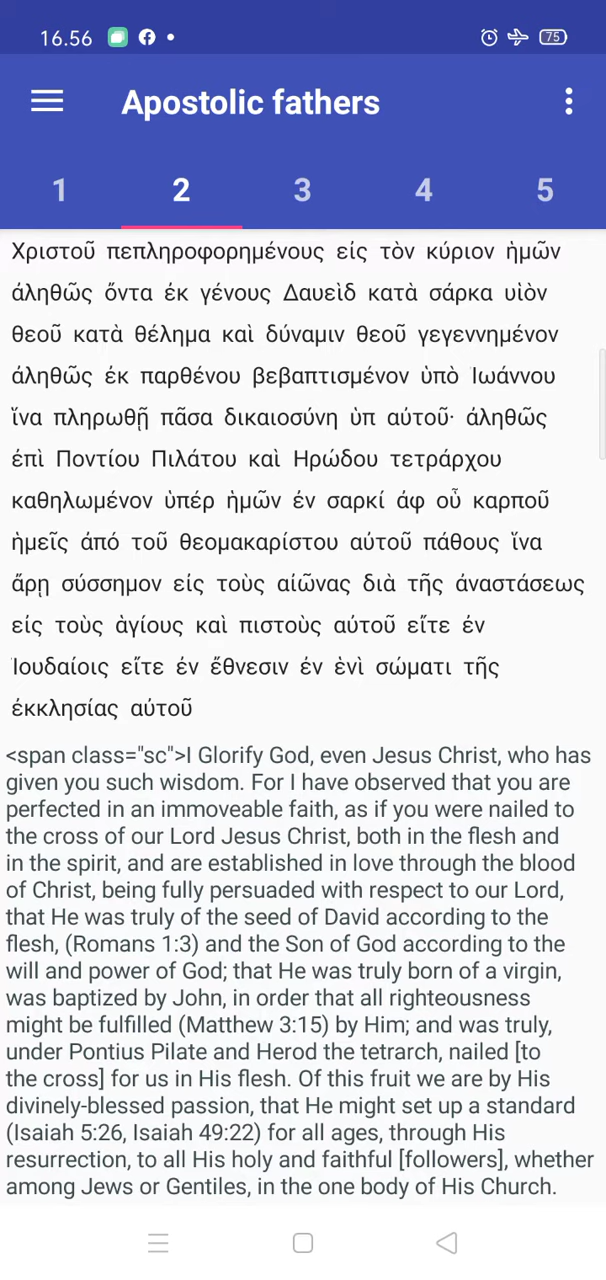 16.56
75
Apostolic fathers
1 2 3 4 5
Χριστοῦ πεπληροφορημένους εἰς τὸν κύριον ἡμῶν
ἀληθῶς ὄντα ἐκ γένους Δαυεὶδ κατὰ σάρκα υἱὸν
θεοῦ κατὰ θέλημα καὶ δύναμιν θεοῦ γεγεννημένον
ἀληθῶς ἐκ παρθένου βεβαπτισμένον ὑπὸ Ἰωάννου
ἵνα πληρωθῇ πᾶσα δικαιοσύνη ὑπ αὐτοῦ· ἀληθῶς
ἐπὶ Ποντίου Πιλάτου καὶ Ηρώδου τετράρχου
καθηλωμένον ὑπέρ ἡμῶν ἐν σαρκί ἀφ οὗ καρποῦ
ἡμεῖς ἀπό τοῦ θεομακαρίστου αὐτοῦ πάθους ἵνα
ἄρῃ σύσσημον εἰς τοὺς αἰῶνας διὰ τῆς ἀναστάσεως
εἰς τοὺς ἁγίους καὶ πιστοὺς αὐτοῦ εἴτε ἐν
Ἰουδαίοις εἴτε ἐν ἔθνεσιν ἐν ἑνὶ σώματι τῆς
ἐκκλησίας αὐτοῦ
<span class="sc">I Glorify God, even Jesus Christ, who has
given you such wisdom. For I have observed that you are
perfected in an immoveable faith, as if you were nailed to
the cross of our Lord Jesus Christ, both in the flesh and
in the spirit, and are established in love through the blood
of Christ, being fully persuaded with respect to our Lord,
that He was truly of the seed of David according to the
flesh, (Romans 1:3) and the Son of God according to the
will and power of God; that He was truly born of a virgin,
was baptized by John, in order that all righteousness
might be fulfilled (Matthew 3:15) by Him; and was truly,
under Pontius Pilate and Herod the tetrarch, nailed [to
the cross] for us in His flesh. Of this fruit we are by His
divinely-blessed passion, that He might set up a standard
(Isaiah 5:26, Isaiah 49:22) for all ages, through His
resurrection, to all His holy and faithful [followers], whether
among Jews or Gentiles, in the one body of His Church.